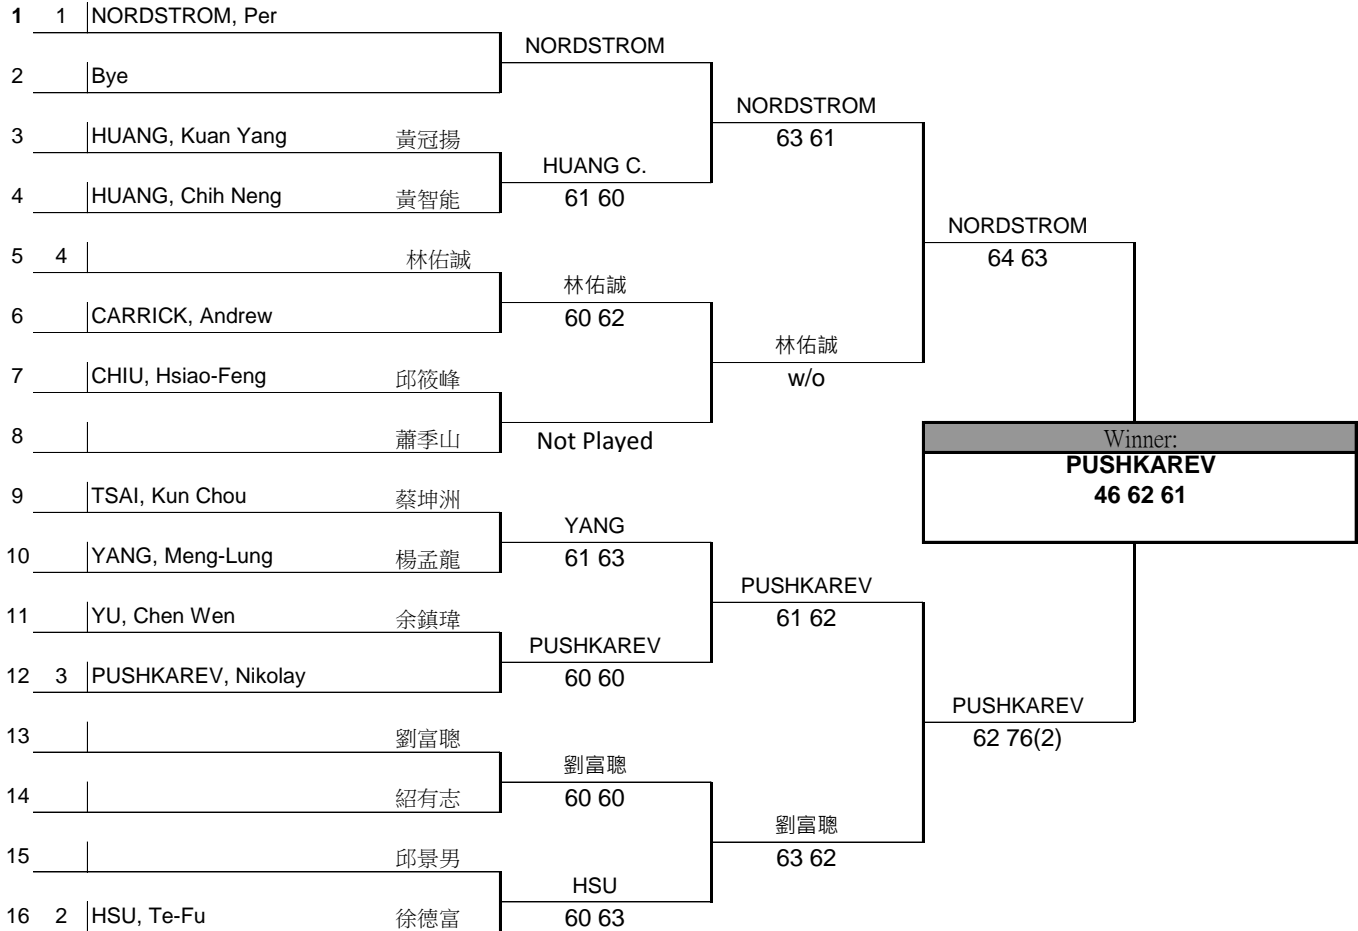 1 1 NORDSTROM, Per
NORDSTROM
2 Bye
NORDSTROM
63 61
3 HUANG, Kuan Yang 黃冠揚
HUANG C.
61 60
4 HUANG, Chih Neng 黃智能
NORDSTROM
64 63
5 4 林佑誠
林佑誠
60 62
6 CARRICK, Andrew
林佑誠
w/o
7 CHIU, Hsiao-Feng 邱筱峰
Not Played
8 蕭季山
Winner:
PUSHKAREV
46 62 61
9 TSAI, Kun Chou 蔡坤洲
YANG
61 63
10 YANG, Meng-Lung 楊孟龍
PUSHKAREV
61 62
11 YU, Chen Wen 余鎮瑋
PUSHKAREV
60 60
12 3 PUSHKAREV, Nikolay
PUSHKAREV
62 76(2)
13 劉富聰
劉富聰
60 60
14 紹有志
劉富聰
63 62
15 邱景男
HSU
60 63
16 2 HSU, Te-Fu 徐德富